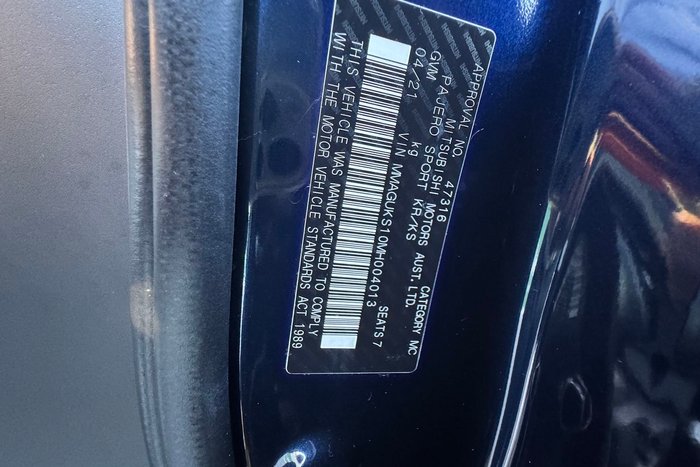 APPROVAL NO. 47316 CATEGORY MC
MITSUBISHI MOTORS AUST. LTD.
PAJERO SPORT KR/KS
GVM kg
04/21 VIN MMAGUKS10MH004013 SEATS 7
THIS VEHICLE WAS MANUFACTURED TO COMPLY
WITH THE MOTOR VEHICLE STANDARDS ACT 1989